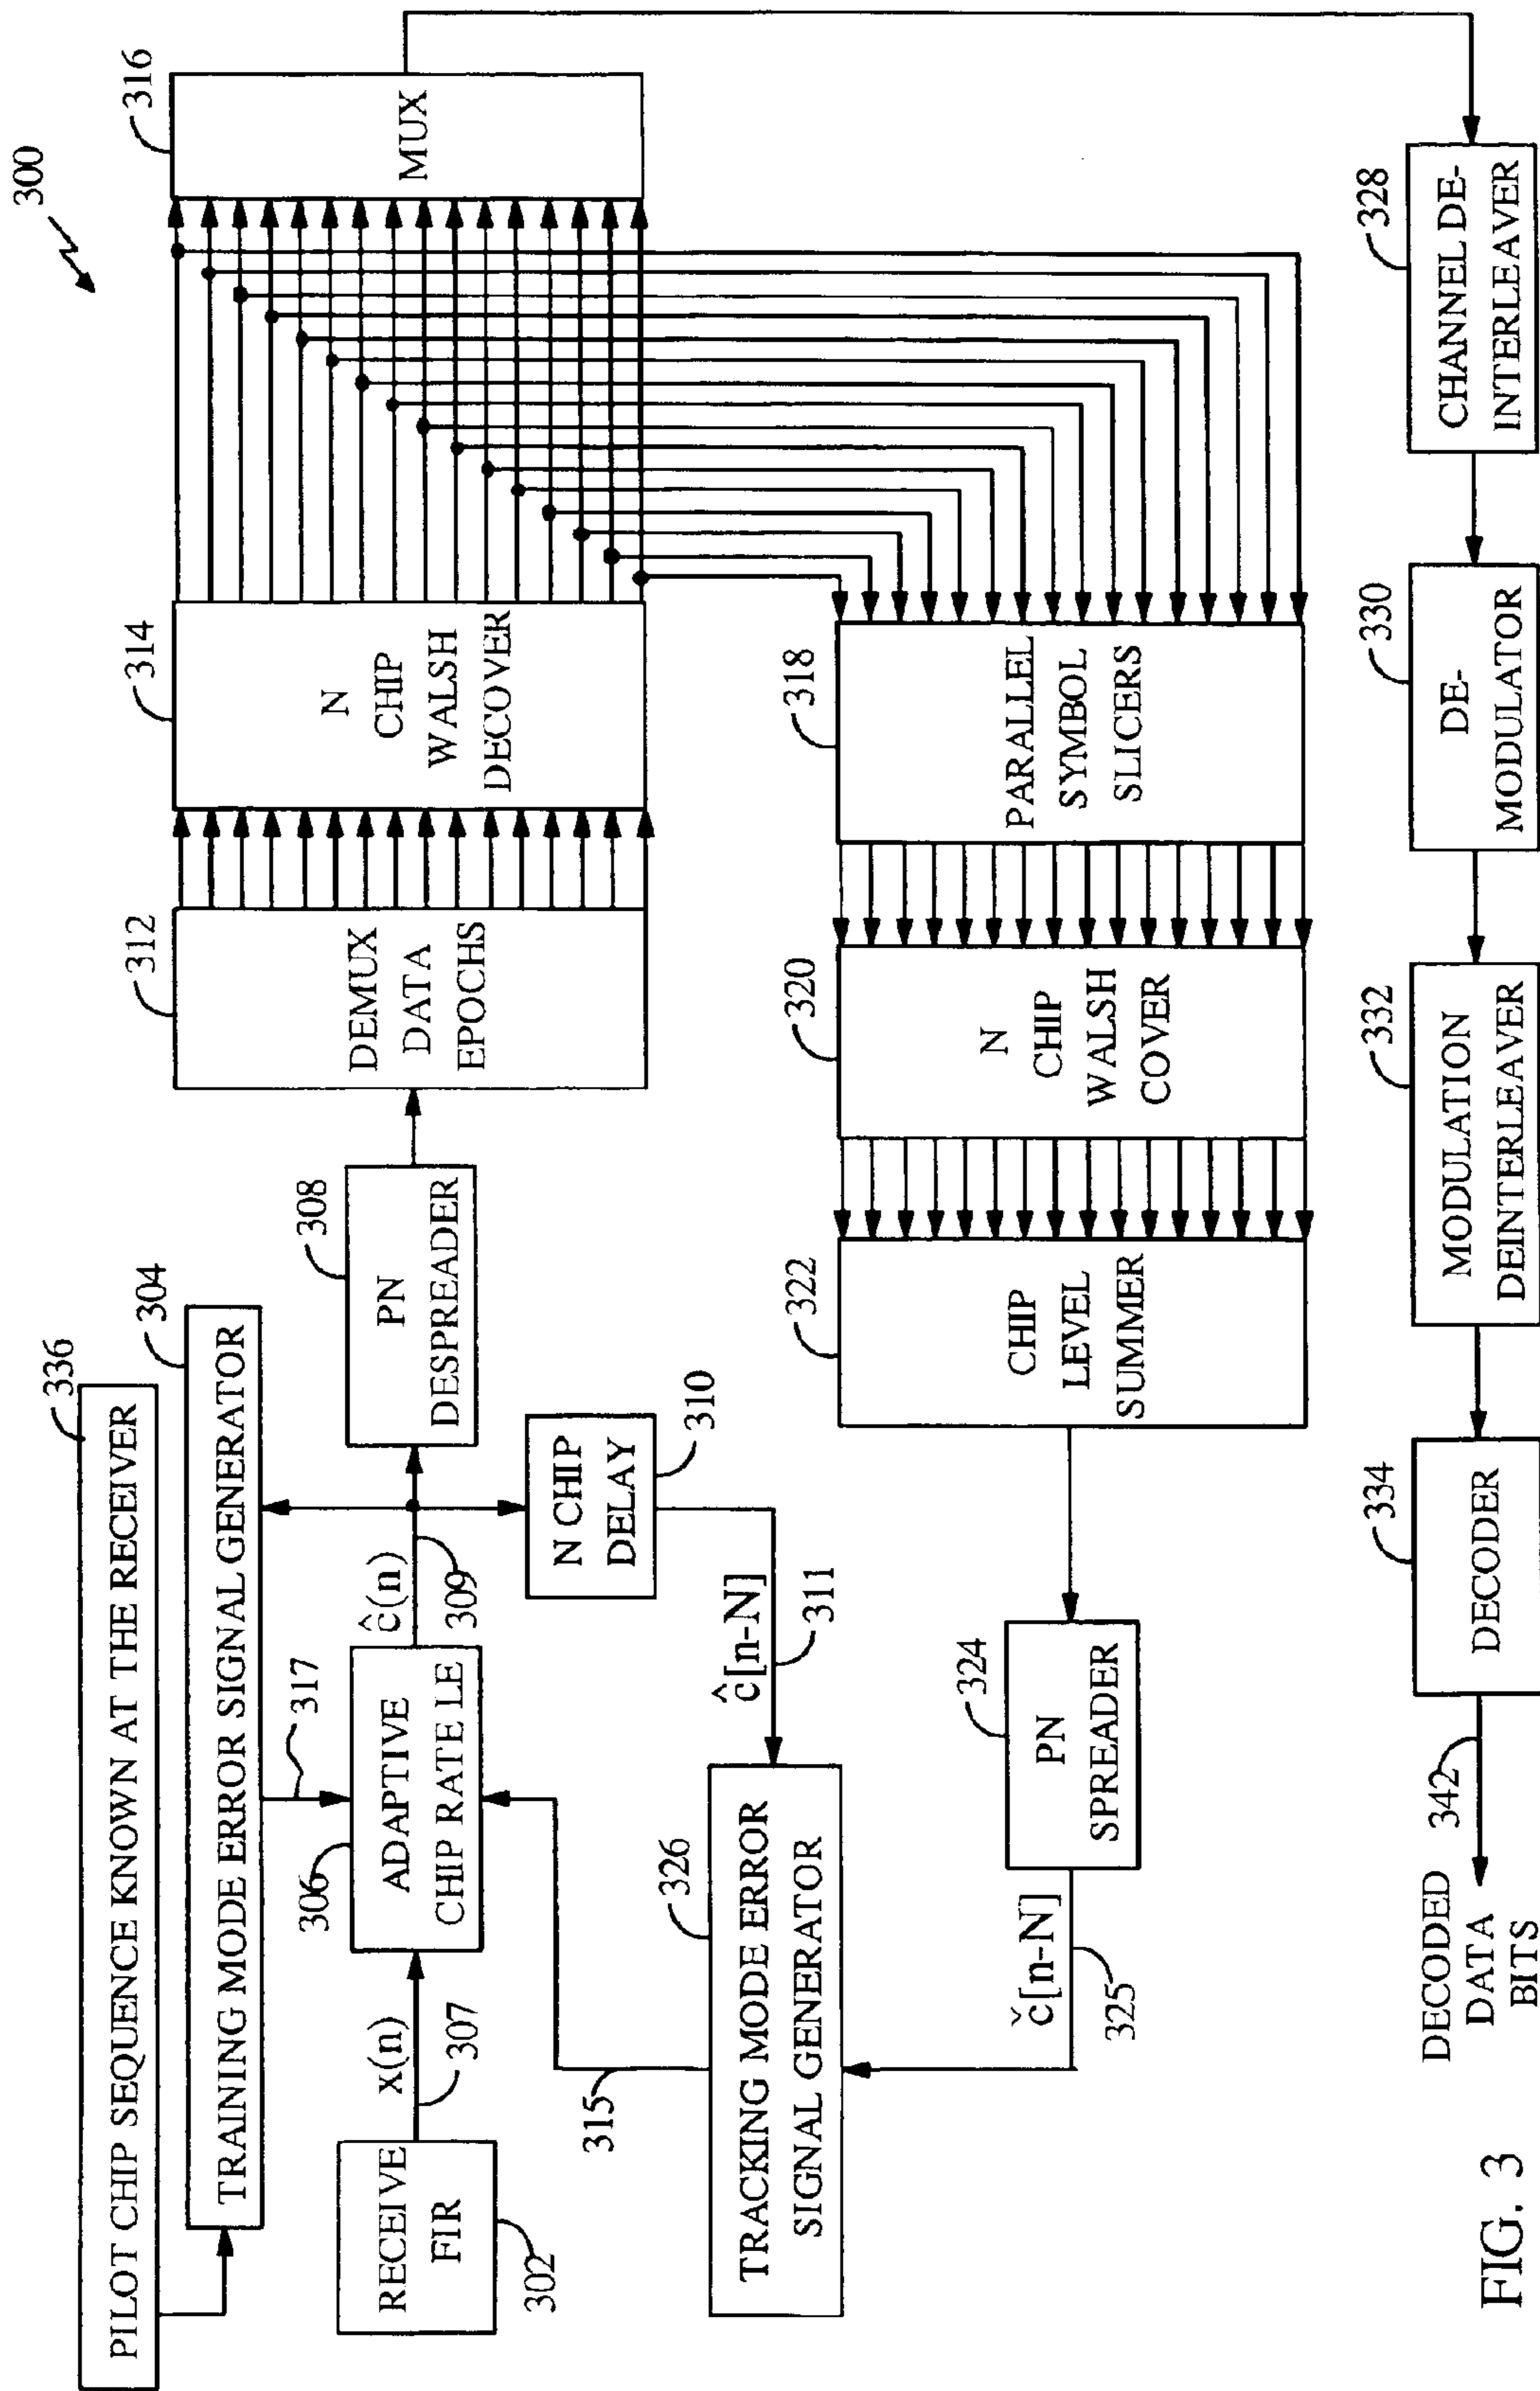 300
PILOT CHIP SEQUENCE KNOWN AT THE RECEIVER
336
TRAINING MODE ERROR SIGNAL GENERATOR
304
317
RECEIVE
FIR
302
x(n)
307
ADAPTIVE
CHIP RATE LE
306
ĉ(n)
309
PN
DESPREADER
308
N CHIP
DELAY
310
ĉ[n-N]
311
DEMUX
DATA
EPOCHS
312
N
CHIP
WALSH
DECOVER
314
MUX
316
TRACKING MODE ERROR
SIGNAL GENERATOR
326
315
č[n-N]
325
PN
SPREADER
324
CHIP
LEVEL
SUMMER
322
N
CHIP
WALSH
COVER
320
PARALLEL
SYMBOL
SLICERS
318
DECODED
DATA
BITS
342
DECODER
334
MODULATION
DEINTERLEAVER
332
DE-
MODULATOR
330
CHANNEL DE-
INTERLEAVER
328
FIG. 3